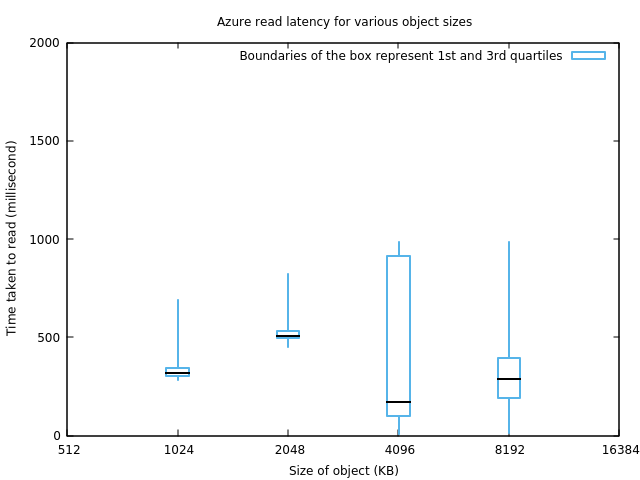 Azure read latency for various object sizes
2000
Boundaries of the box represent 1st and 3rd quartiles
1500
1000
500
0
Time taken to read (millisecond)
512 1024 2048 4096 8192 16384
Size of object (KB)